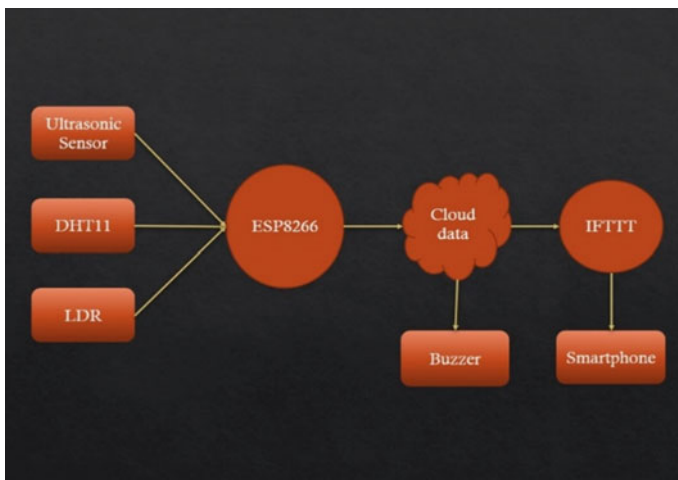 Ultrasonic
Sensor
DHT11
LDR
ESP8266
Cloud
data
IFTTT
Buzzer
Smartphone